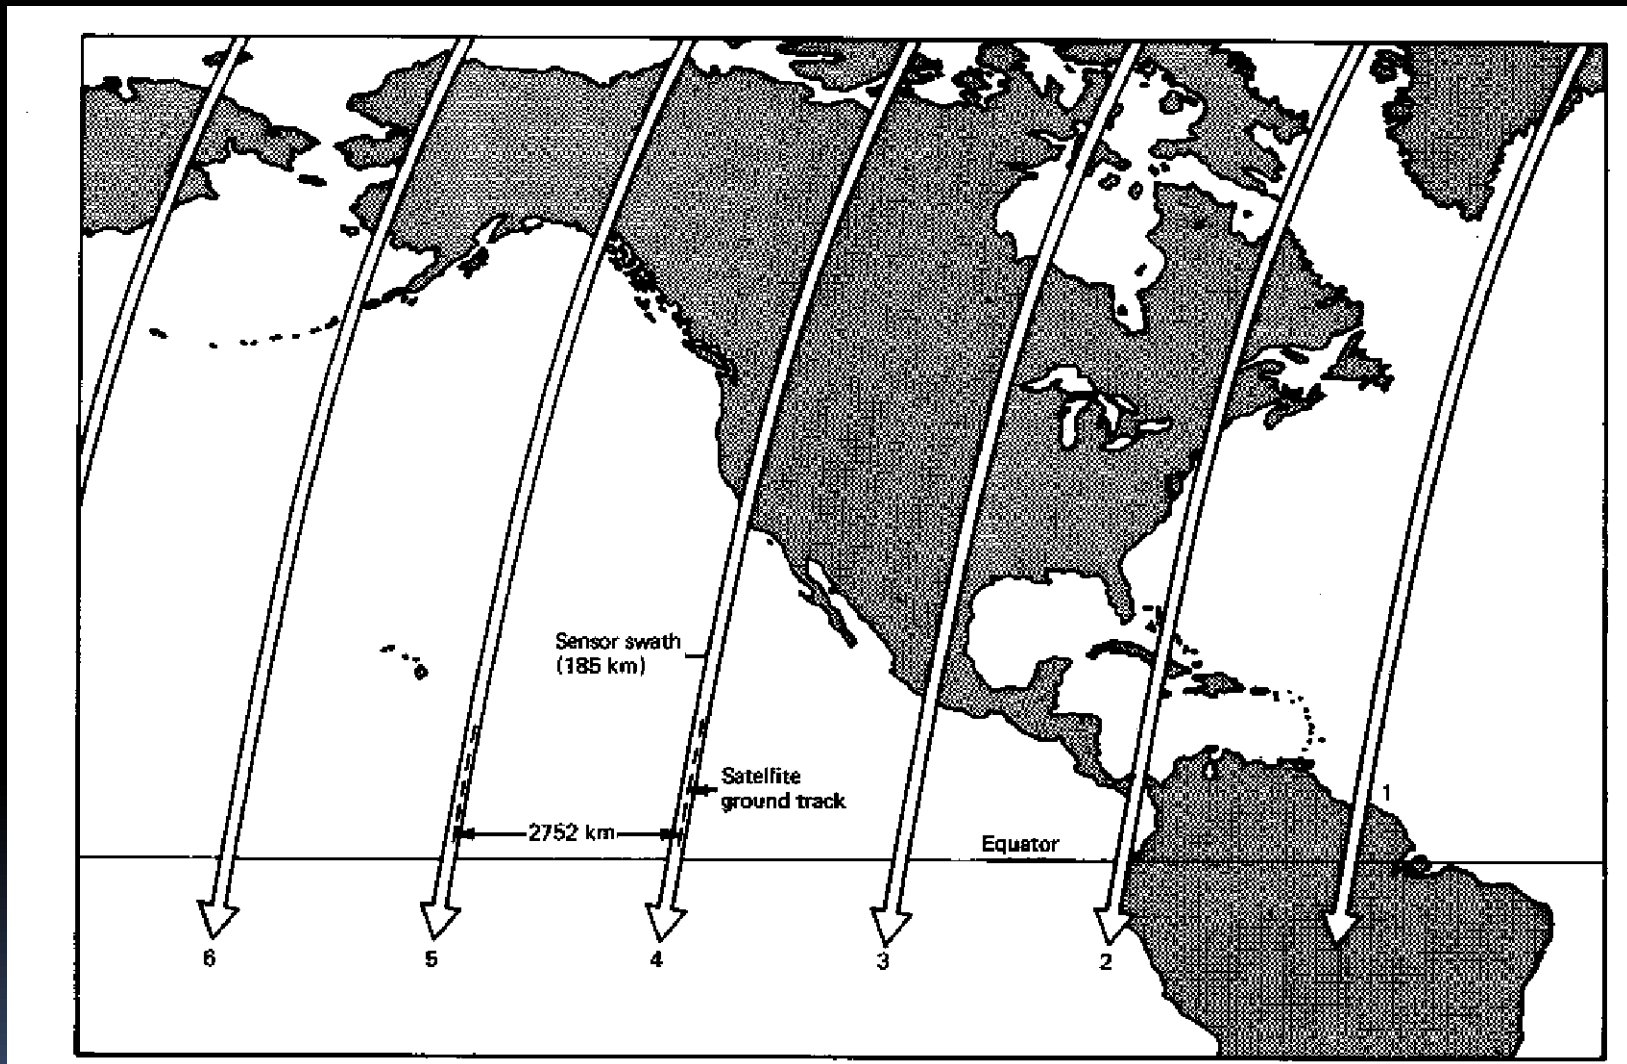 Sensor swath
(185 km)
Satellite
ground track
1
2752 km
Equator
6
5
4
3
2